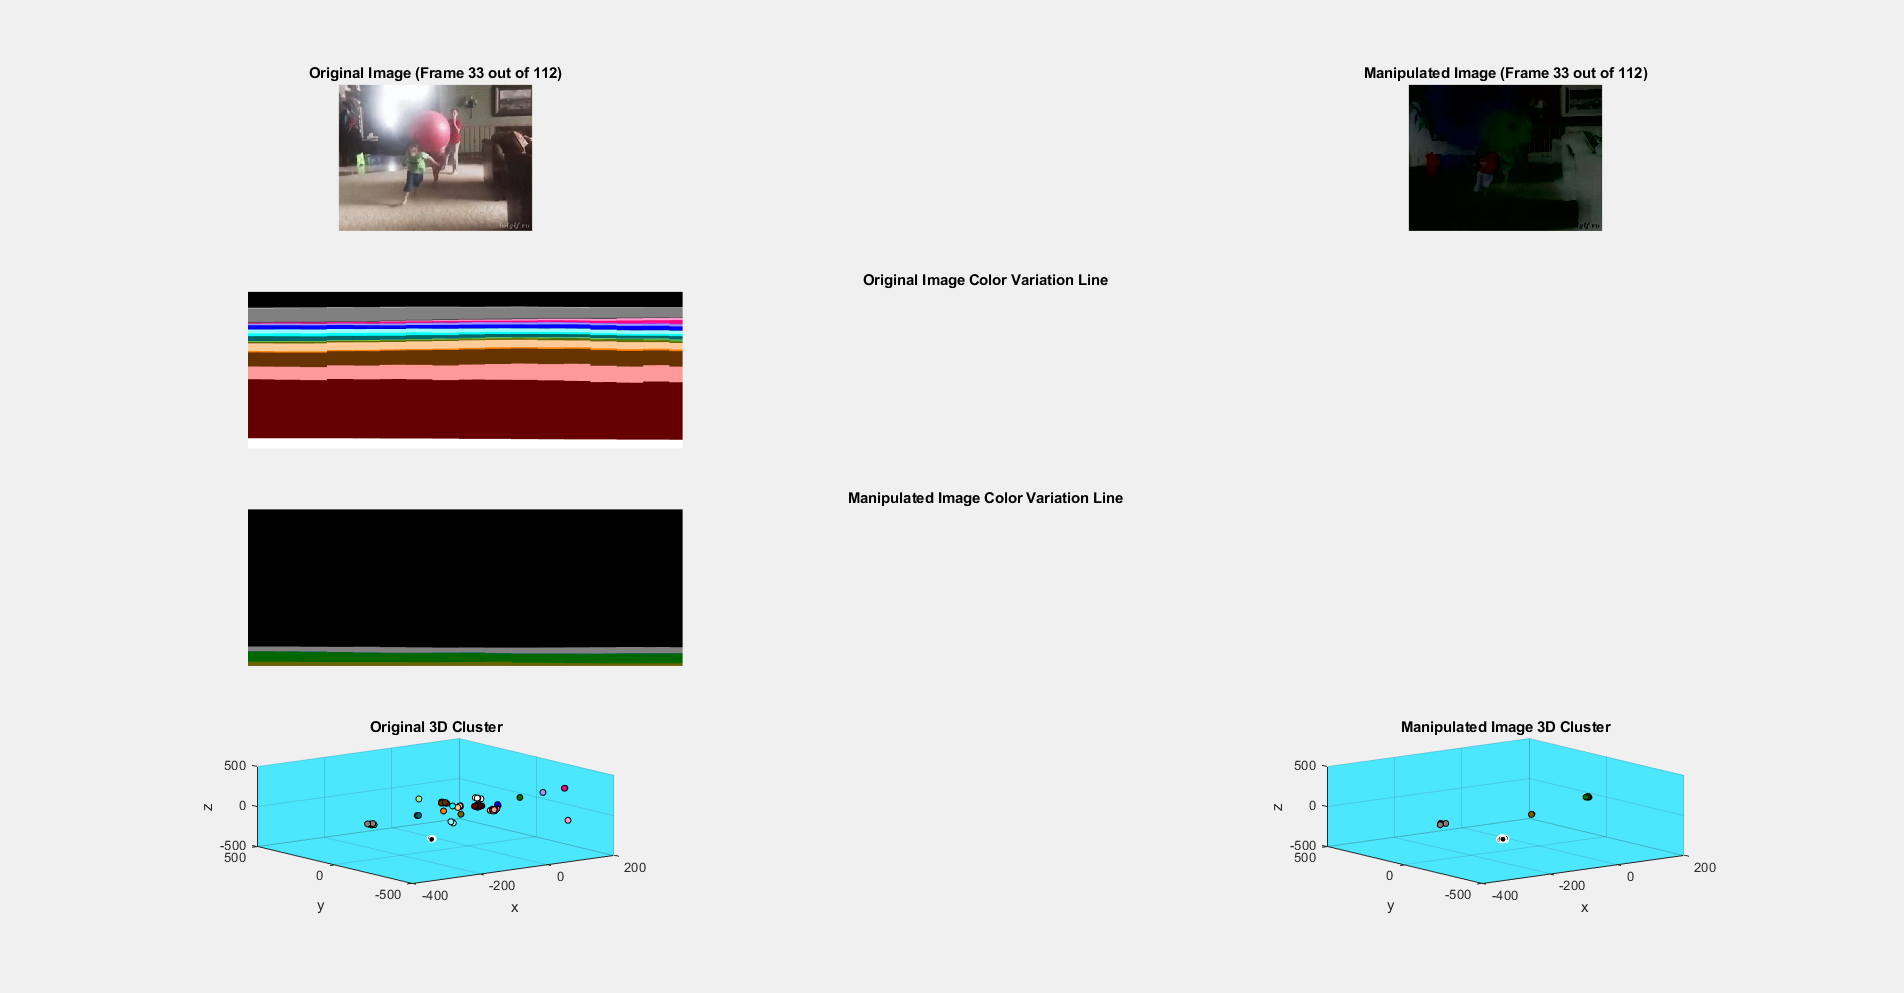 Original Image (Frame 33 out of 112)
Manipulated Image (Frame 33 out of 112)
Original Image Color Variation Line
Manipulated Image Color Variation Line
Original 3D Cluster
500
0
-500
z
500
0
-500
y
-400
-200
0
200
x
Manipulated Image 3D Cluster
500
0
-500
z
500
0
-500
y
-400
-200
0
200
x